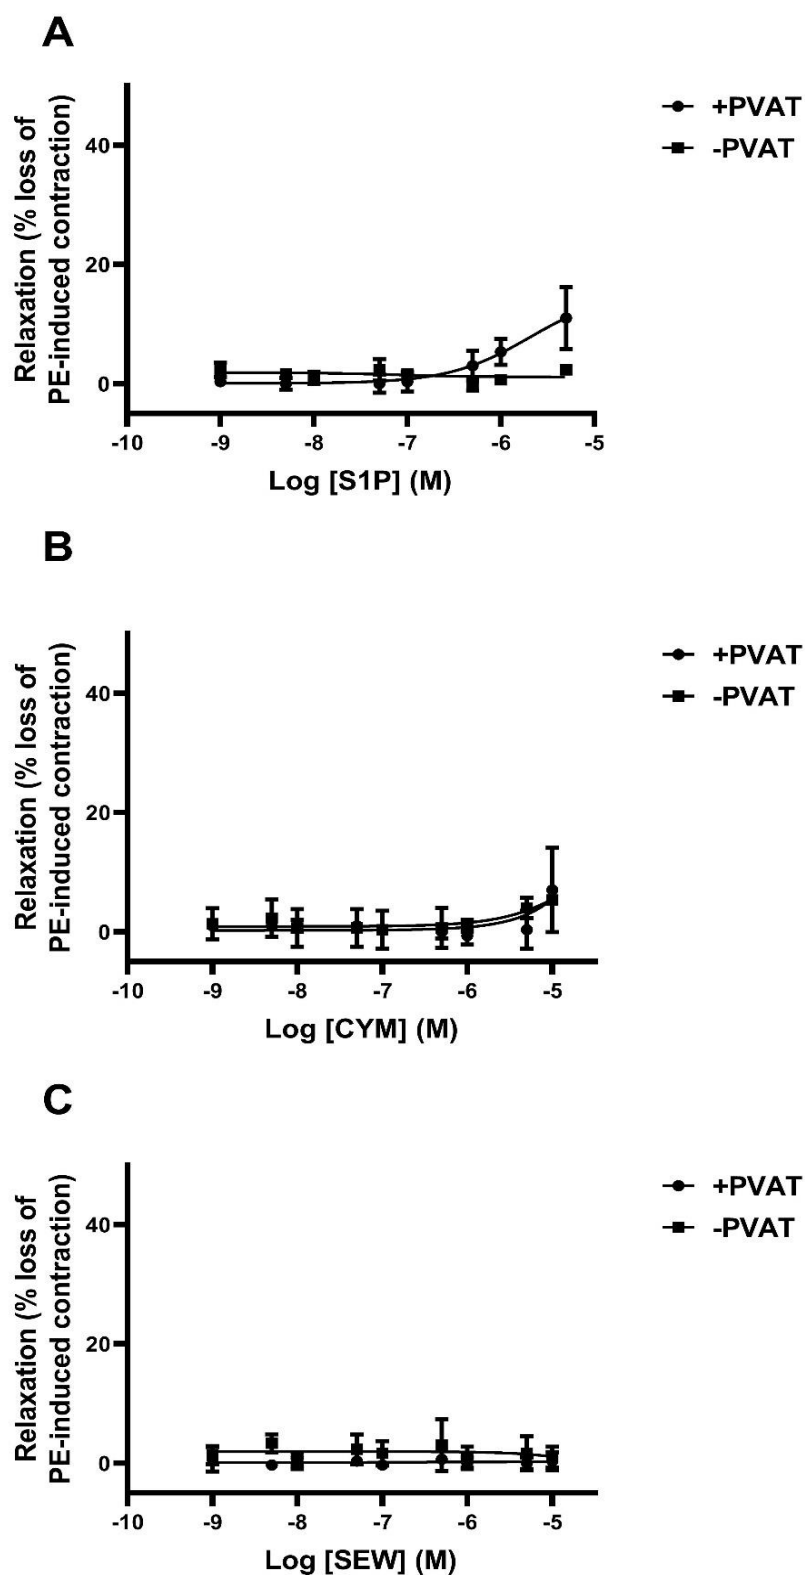 A
Relaxation (% loss of
PE-induced contraction)
40
20
0
-10 -9 -8 -7 -6 -5
Log [S1P] (M)
+PVAT
-PVAT
B
Relaxation (% loss of
PE-induced contraction)
40
20
0
-10 -9 -8 -7 -6 -5
Log [CYM] (M)
+PVAT
-PVAT
C
Relaxation (% loss of
PE-induced contraction)
40
20
0
-10 -9 -8 -7 -6 -5
Log [SEW] (M)
+PVAT
-PVAT